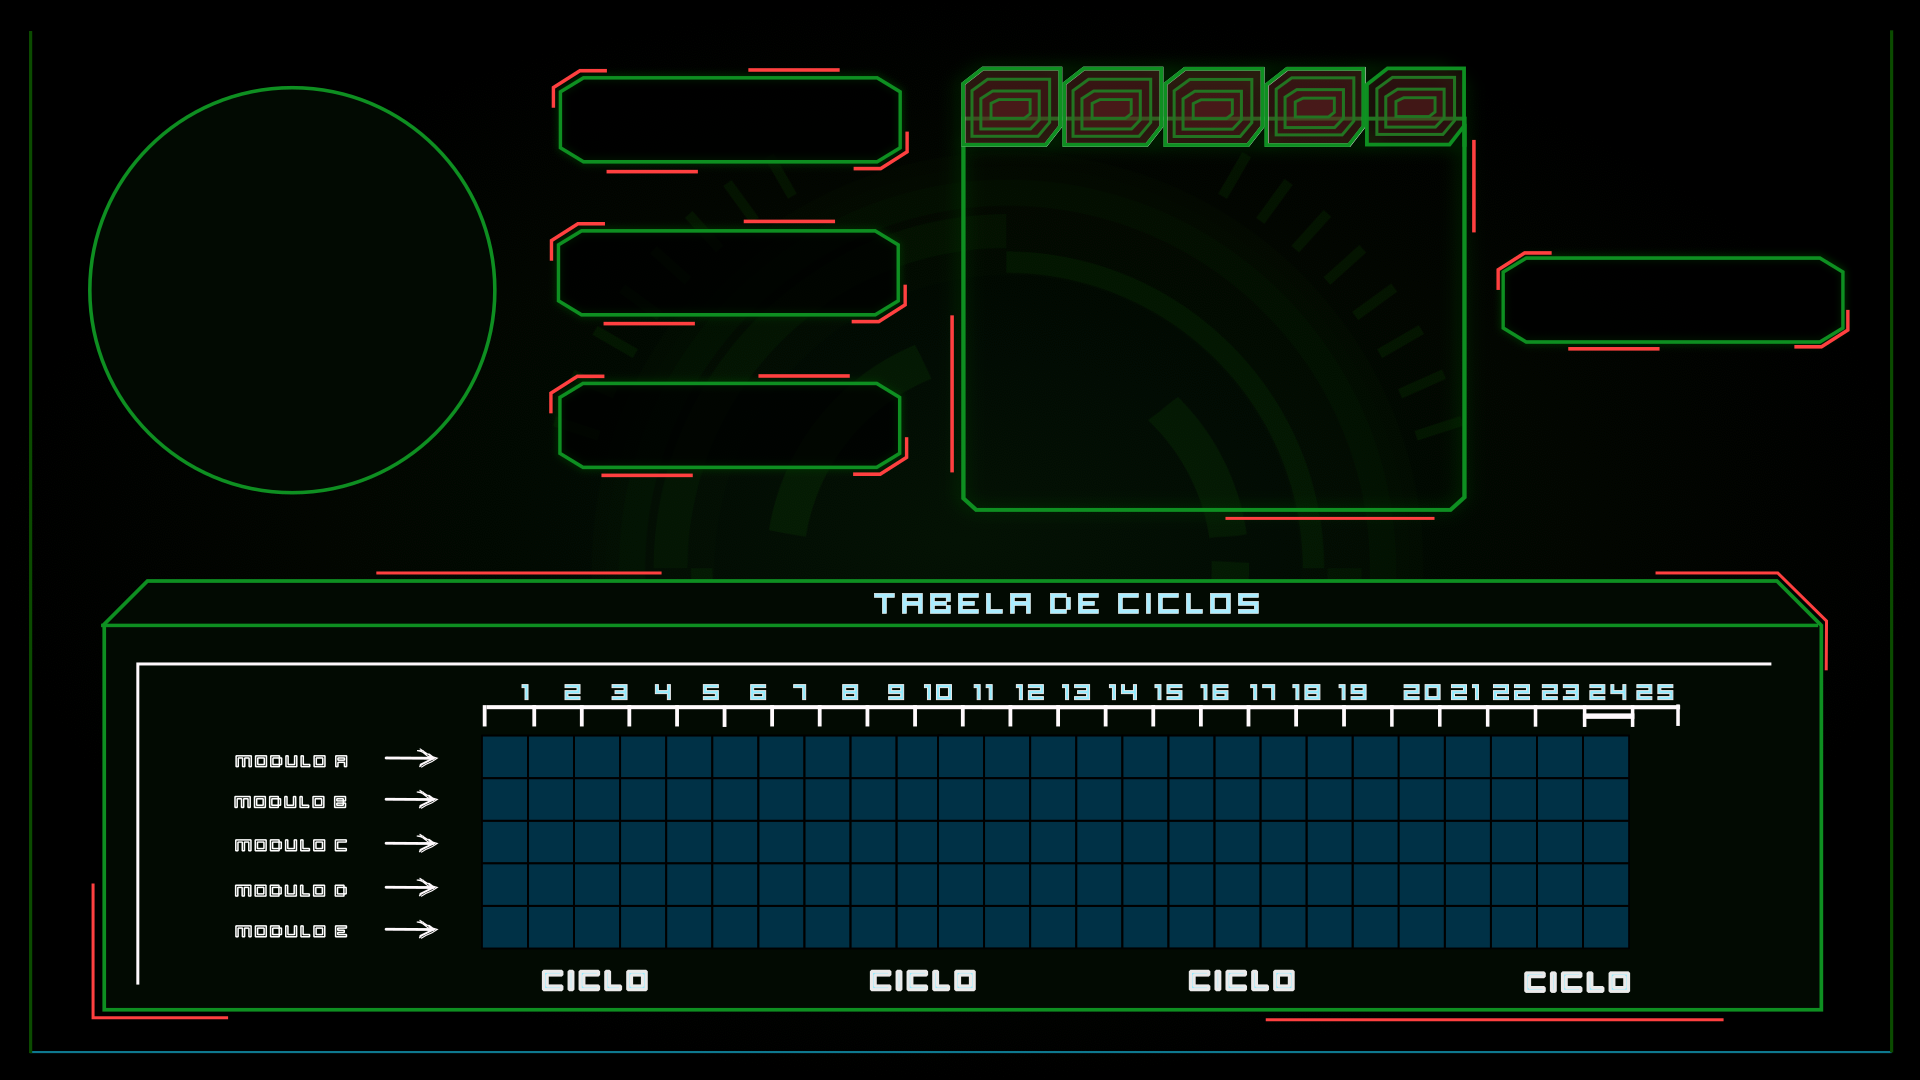 TABELA DE CICLOS
1 2 3 4 5 6 7 8 9 10 11 12 13 14 15 16 17 18 19 20 21 22 23 24 25
MODULO A
MODULO B
MODULO C
MODULO D
MODULO E
CICLO CICLO CICLO CICLO